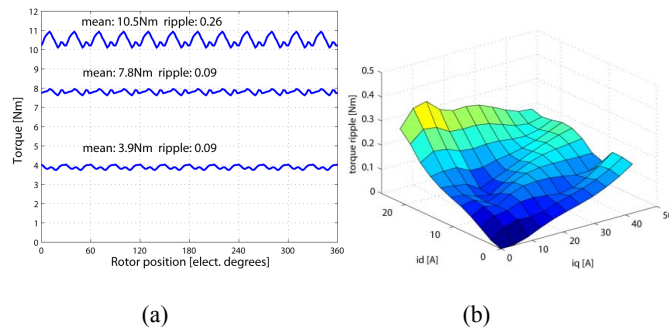 12
11
10
9
8
7
6
5
4
3
2
1
0
Torque [Nm]
mean: 10.5Nm ripple: 0.26
mean: 7.8Nm ripple: 0.09
mean: 3.9Nm ripple: 0.09
0 60 120 180 240 300 360
Rotor position [elect. degrees]
(a)
0.5
0.4
0.3
0.2
0.1
0
torque ripple [Nm]
20
10
0
id [A]
0 10 20 30 40 50
iq [A]
(b)